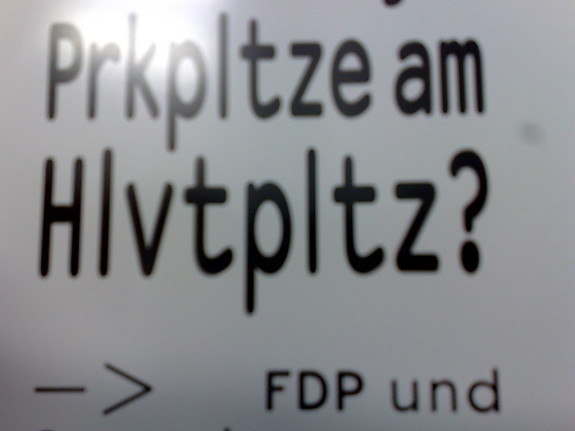 Prkpltze am
Hlvtpltz?
—> FDP und